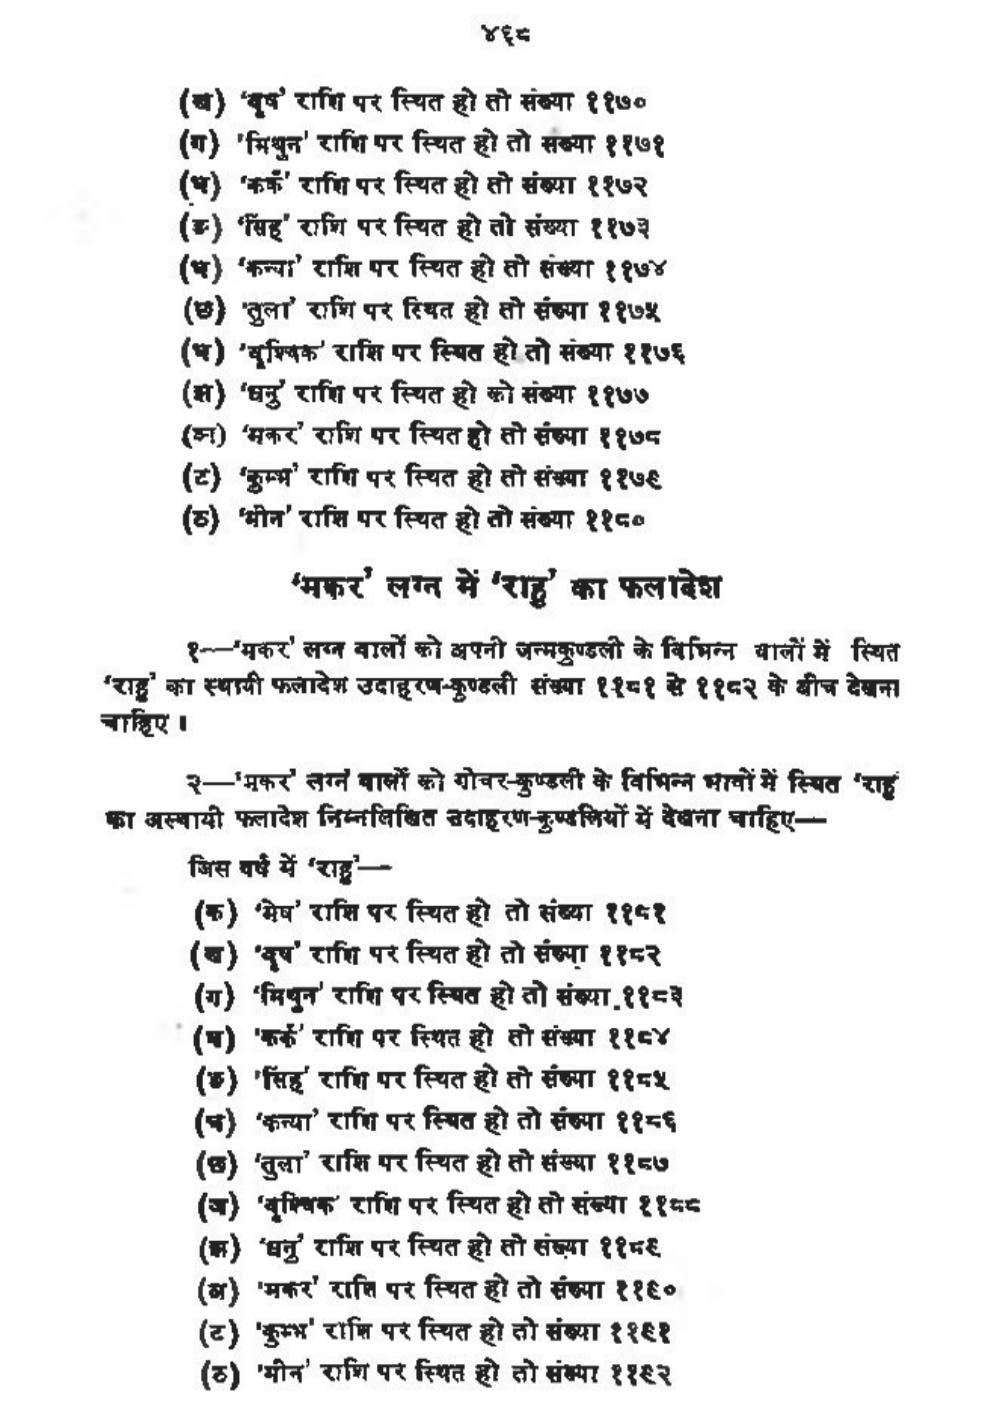 ४६८
(ख) ‘वृष’ राशि पर स्थित हो तो संख्या ११७०
(ग) ‘मिथुन’ राशि पर स्थित हो तो संख्या ११७१
(घ) ‘कर्क’ राशि पर स्थित हो तो संख्या ११७२
(ङ) ‘सिंह’ राशि पर स्थित हो तो संख्या ११७३
(च) ‘कन्या’ राशि पर स्थित हो तो संख्या ११७४
(छ) ‘तुला’ राशि पर स्थित हो तो संख्या ११७५
(ज) ‘वृश्चिक’ राशि पर स्थित हो तो संख्या ११७६
(झ) ‘धनु’ राशि पर स्थित हो को संख्या ११७७
(ञ) ‘मकर’ राशि पर स्थित हो तो संख्या ११७८
(ट) ‘कुम्भ’ राशि पर स्थित हो तो संख्या ११७९
(ठ) ‘मीन’ राशि पर स्थित हो तो संख्या ११८०
‘मकर’ लग्न में ‘राहु’ का फलादेश
१—‘मकर’ लग्न वालों को अपनी जन्मकुण्डली के विभिन्न भावों में स्थित
‘राहु’ का स्थायी फलादेश उदाहरण-कुण्डली संख्या ११८१ से ११९२ के बीच देखना
चाहिए।
२—‘मकर’ लग्न वालों को गोचर-कुण्डली के विभिन्न भावों में स्थित ‘राहु’
का अस्थायी फलादेश निम्नलिखित उदाहरण-कुण्डलियों में देखना चाहिए—
जिस वर्ष में ‘राहु’—
(क) ‘मेष’ राशि पर स्थित हो तो संख्या ११८१
(ख) ‘वृष’ राशि पर स्थित हो तो संख्या ११८२
(ग) ‘मिथुन’ राशि पर स्थित हो तो संख्या ११८३
(घ) ‘कर्क’ राशि पर स्थित हो तो संख्या ११८४
(ङ) ‘सिंह’ राशि पर स्थित हो तो संख्या ११८५
(च) ‘कन्या’ राशि पर स्थित हो तो संख्या ११८६
(छ) ‘तुला’ राशि पर स्थित हो तो संख्या ११८७
(ज) ‘वृश्चिक’ राशि पर स्थित हो तो संख्या ११८८
(झ) ‘धनु’ राशि पर स्थित हो तो संख्या ११८९
(ञ) ‘मकर’ राशि पर स्थित हो तो संख्या ११९०
(ट) ‘कुम्भ’ राशि पर स्थित हो तो संख्या ११९१
(ठ) ‘मीन’ राशि पर स्थित हो तो संख्या ११९२